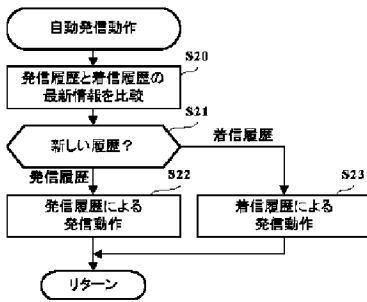 自動発信動作
S20
発信履歴と着信履歴の
最新情報を比較
S21
新しい履歴？
着信履歴
発信履歴
S22
発信履歴による
発信動作
S23
着信履歴による
発信動作
リターン